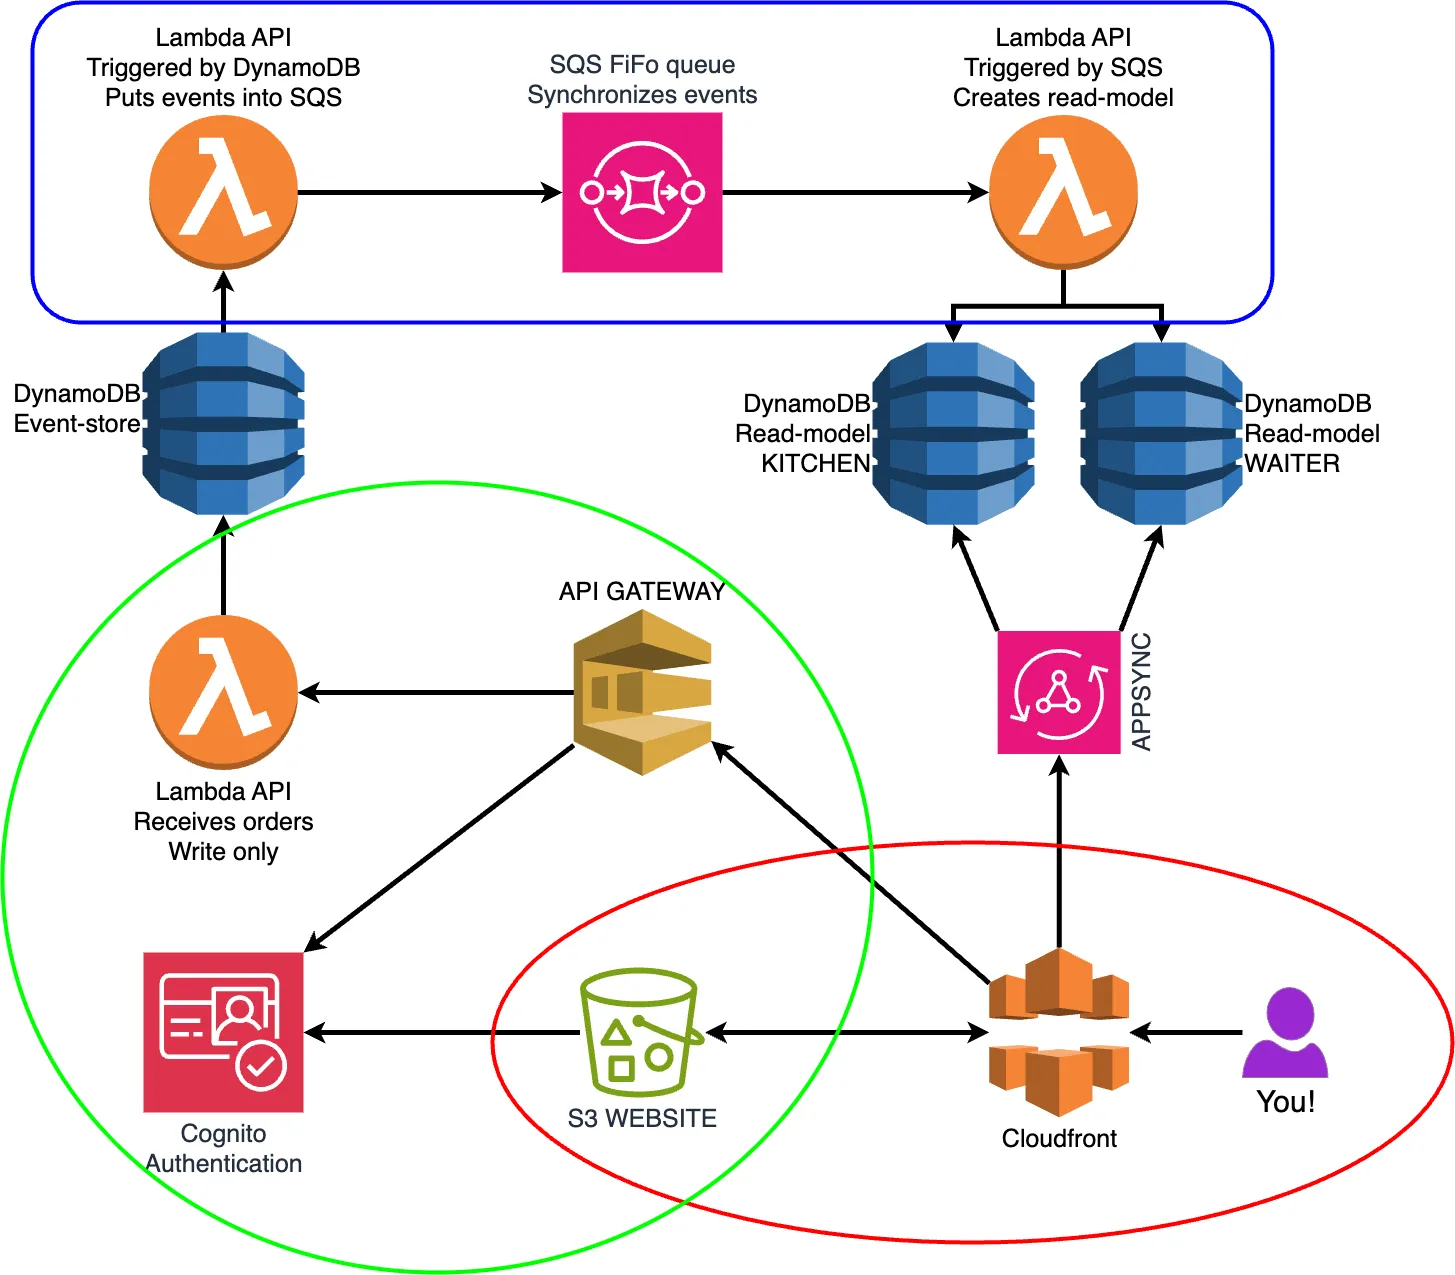 Lambda API
Triggered by DynamoDB
Puts events into SQS
SQS FiFo queue
Synchronizes events
Lambda API
Triggered by SQS
Creates read-model
DynamoDB
Event-store
DynamoDB
Read-model
KITCHEN
DynamoDB
Read-model
WAITER
API GATEWAY
APPSYNC
Lambda API
Receives orders
Write only
S3 WEBSITE
Cloudfront
You!
Cognito
Authentication